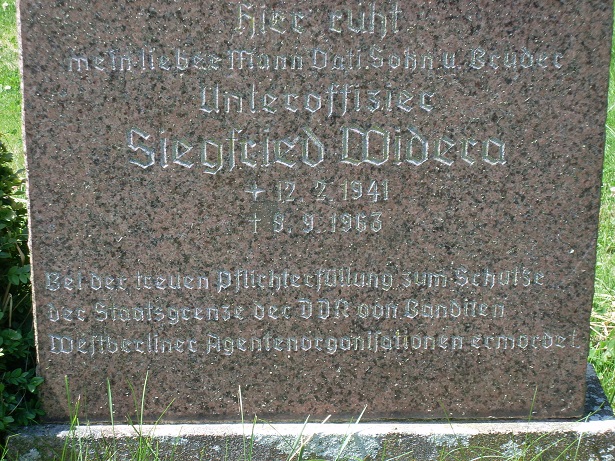 Hier ruht
mein lieber Mann, Vati, Sohn u. Bruder
Unteroffizier
Siegfried Widera
* 12. 2. 1941
† 8. 9. 1963
Bei der treuen Pflichterfüllung zum Schutze
der Staatsgrenze der DDR von Banditen
Westberliner Agentenorganisationen ermordet